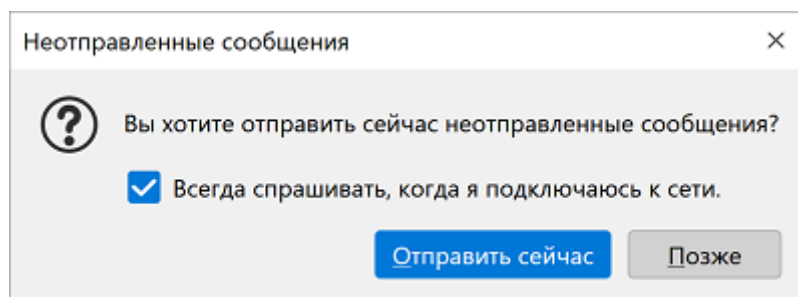 Неотправленные сообщения
Вы хотите отправить сейчас неотправленные сообщения?
Всегда спрашивать, когда я подключаюсь к сети.
Отправить сейчас
Позже